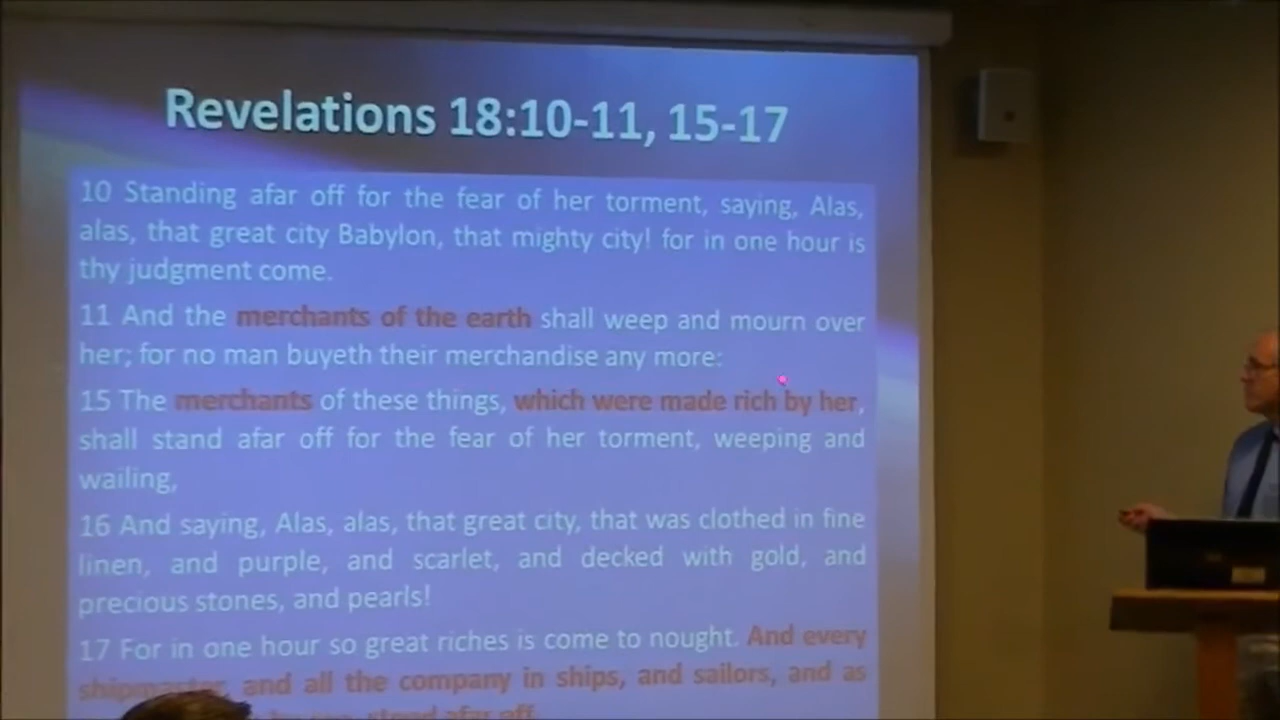 Revelations 18:10-11, 15-17
10 Standing afar off for the fear of her torment, saying, Alas,
alas, that great city Babylon, that mighty city! for in one hour is
thy judgment come.
11 And the merchants of the earth shall weep and mourn over
her; for no man buyeth their merchandise any more:
15 The merchants of these things, which were made rich by her,
shall stand afar off for the fear of her torment, weeping and
wailing,
16 And saying, Alas, alas, that great city, that was clothed in fine
linen, and purple, and scarlet, and decked with gold, and
precious stones, and pearls!
17 For in one hour so great riches is come to nought. And every
shipmaster, and all the company in ships, and sailors, and as
stood afar off,